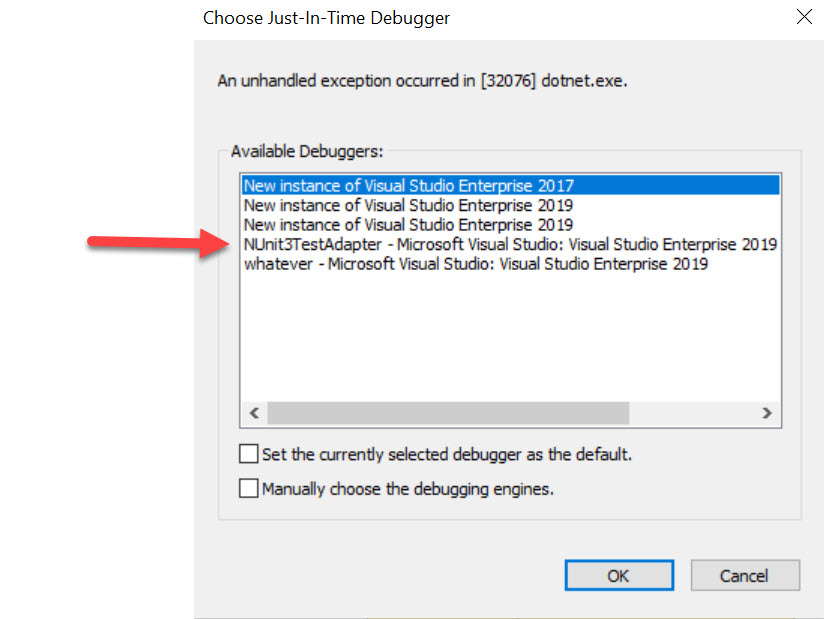 Choose Just-In-Time Debugger
An unhandled exception occurred in [32076] dotnet.exe.
Available Debuggers:
New instance of Visual Studio Enterprise 2017
New instance of Visual Studio Enterprise 2019
New instance of Visual Studio Enterprise 2019
NUnit3TestAdapter - Microsoft Visual Studio: Visual Studio Enterprise 2019
whatever - Microsoft Visual Studio: Visual Studio Enterprise 2019
Set the currently selected debugger as the default.
Manually choose the debugging engines.
OK
Cancel